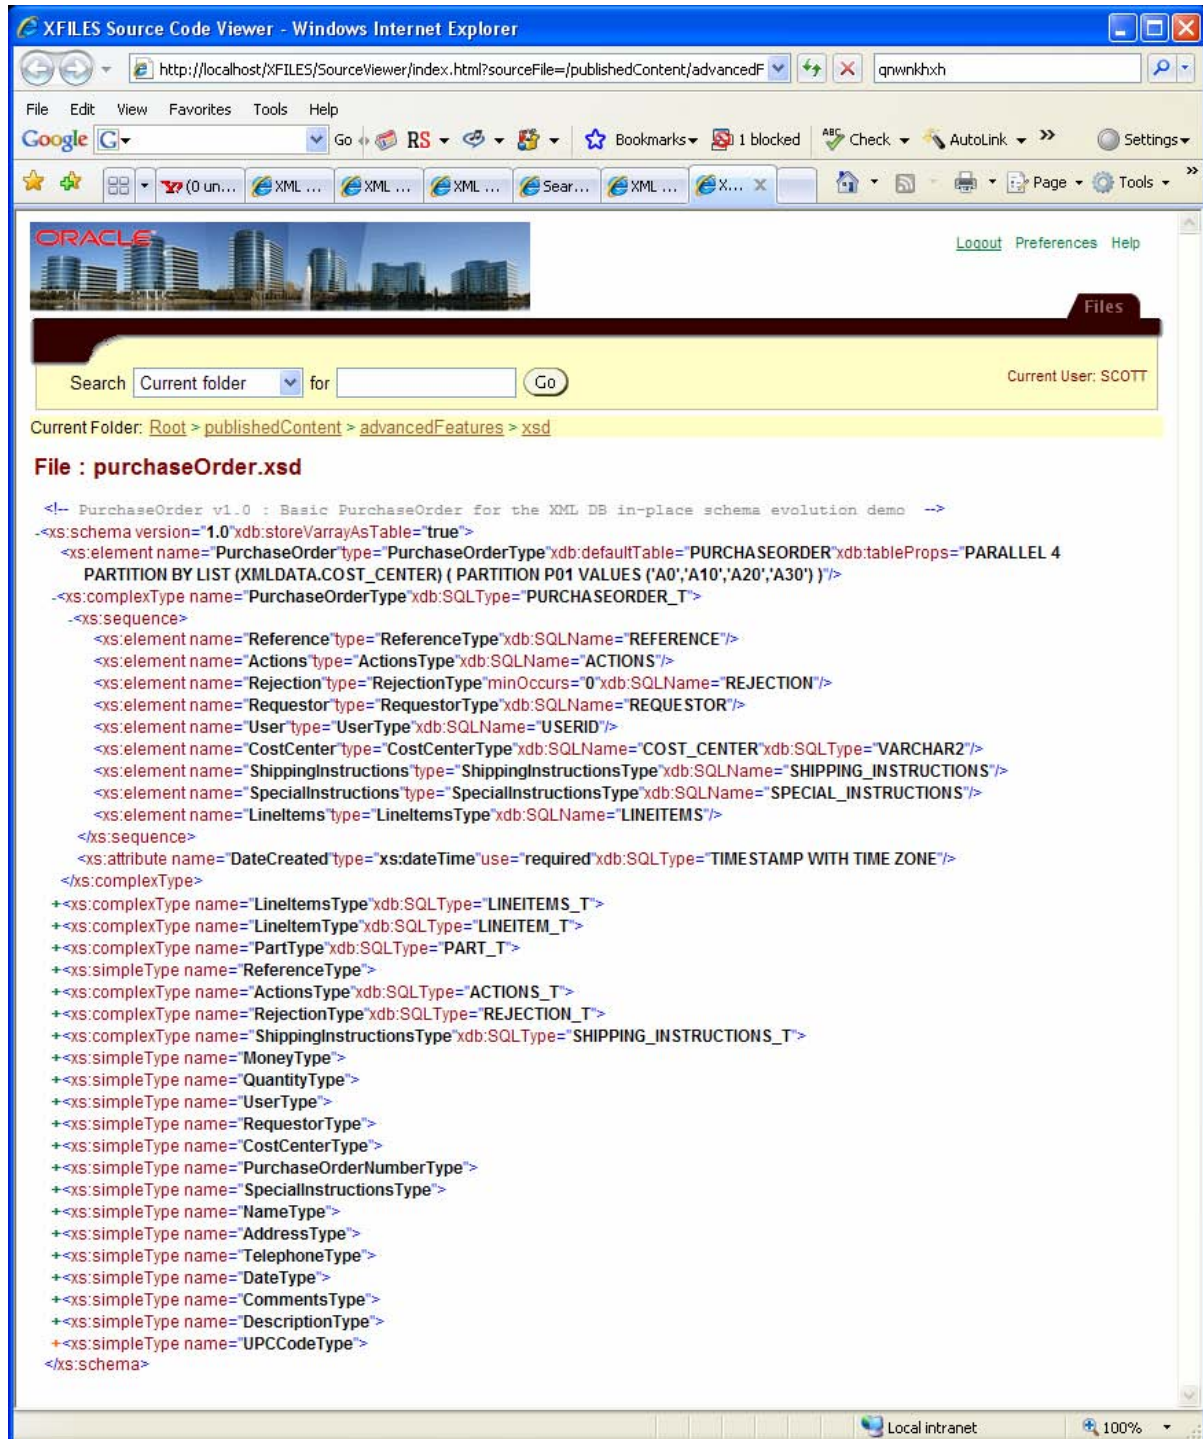 XFILES Source Code Viewer - Windows Internet Explorer
http://localhost/XFILES/SourceViewer/index.html?sourceFile=/publishedContent/advancedF
qnwnkhxh
File Edit View Favorites Tools Help
Google G Go RS Bookmarks 1 blocked ABC Check AutoLink >> Settings
Y? (0 un... XML ... XML ... XML ... Sear... XML ... X... X Page Tools >>
ORACLE
Logout Preferences Help
Files
Search Current folder for Go
Current User: SCOTT
Current Folder: Root > publishedContent > advancedFeatures > xsd
File : purchaseOrder.xsd
<!-- PurchaseOrder v1.0 : Basic PurchaseOrder for the XML DB in-place schema evolution demo -->
-<xs:schema version="1.0"xdb:storeVarrayAsTable="true">
<xs:element name="PurchaseOrder"type="PurchaseOrderType"xdb:defaultTable="PURCHASEORDER"xdb:tableProps="PARALLEL 4
PARTITION BY LIST (XMLDATA.COST_CENTER) ( PARTITION P01 VALUES ('A0','A10','A20','A30') )"/>
-<xs:complexType name="PurchaseOrderType"xdb:SQLType="PURCHASEORDER_T">
-<xs:sequence>
<xs:element name="Reference"type="ReferenceType"xdb:SQLName="REFERENCE"/>
<xs:element name="Actions"type="ActionsType"xdb:SQLName="ACTIONS"/>
<xs:element name="Rejection"type="RejectionType"minOccurs="0"xdb:SQLName="REJECTION"/>
<xs:element name="Requestor"type="RequestorType"xdb:SQLName="REQUESTOR"/>
<xs:element name="User"type="UserType"xdb:SQLName="USERID"/>
<xs:element name="CostCenter"type="CostCenterType"xdb:SQLName="COST_CENTER"xdb:SQLType="VARCHAR2"/>
<xs:element name="ShippingInstructions"type="ShippingInstructionsType"xdb:SQLName="SHIPPING_INSTRUCTIONS"/>
<xs:element name="SpecialInstructions"type="SpecialInstructionsType"xdb:SQLName="SPECIAL_INSTRUCTIONS"/>
<xs:element name="LineItems"type="LineItemsType"xdb:SQLName="LINEITEMS"/>
</xs:sequence>
<xs:attribute name="DateCreated"type="xs:dateTime"use="required"xdb:SQLType="TIMESTAMP WITH TIME ZONE"/>
</xs:complexType>
+<xs:complexType name="LineItemsType"xdb:SQLType="LINEITEMS_T">
+<xs:complexType name="LineItemType"xdb:SQLType="LINEITEM_T">
+<xs:complexType name="PartType"xdb:SQLType="PART_T">
+<xs:simpleType name="ReferenceType">
+<xs:complexType name="ActionsType"xdb:SQLType="ACTIONS_T">
+<xs:complexType name="RejectionType"xdb:SQLType="REJECTION_T">
+<xs:complexType name="ShippingInstructionsType"xdb:SQLType="SHIPPING_INSTRUCTIONS_T">
+<xs:simpleType name="MoneyType">
+<xs:simpleType name="QuantityType">
+<xs:simpleType name="UserType">
+<xs:simpleType name="RequestorType">
+<xs:simpleType name="CostCenterType">
+<xs:simpleType name="PurchaseOrderNumberType">
+<xs:simpleType name="SpecialInstructionsType">
+<xs:simpleType name="NameType">
+<xs:simpleType name="AddressType">
+<xs:simpleType name="TelephoneType">
+<xs:simpleType name="DateType">
+<xs:simpleType name="CommentsType">
+<xs:simpleType name="DescriptionType">
+<xs:simpleType name="UPCCodeType">
</xs:schema>
Local intranet 100%